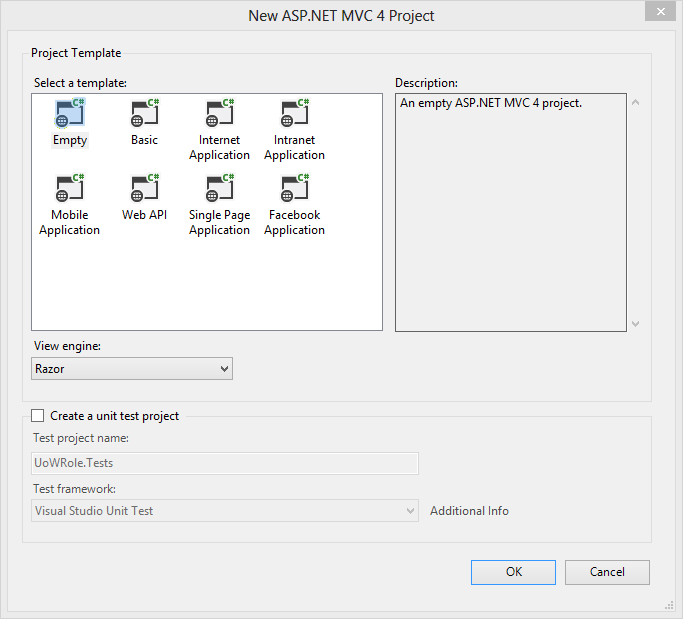 New ASP.NET MVC 4 Project
Project Template
Select a template:
Description:
C# C# C# C#
An empty ASP.NET MVC 4 project.
Empty Basic Internet Intranet
Application Application
C# C# C# C#
Mobile Web API Single Page Facebook
Application Application Application
View engine:
Razor
Create a unit test project
Test project name:
UoWRole.Tests
Test framework:
Visual Studio Unit Test
Additional Info
OK Cancel